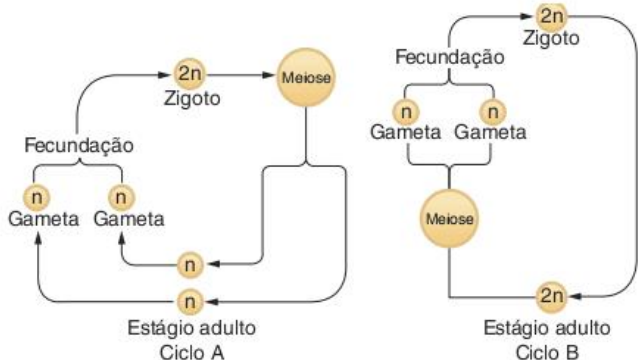 2n
Zigoto
Meiose
Fecundação
n
n
Gameta
Gameta
n
n
Estágio adulto
Ciclo A
2n
Zigoto
Fecundação
n
n
Gameta
Gameta
Meiose
2n
Estágio adulto
Ciclo B